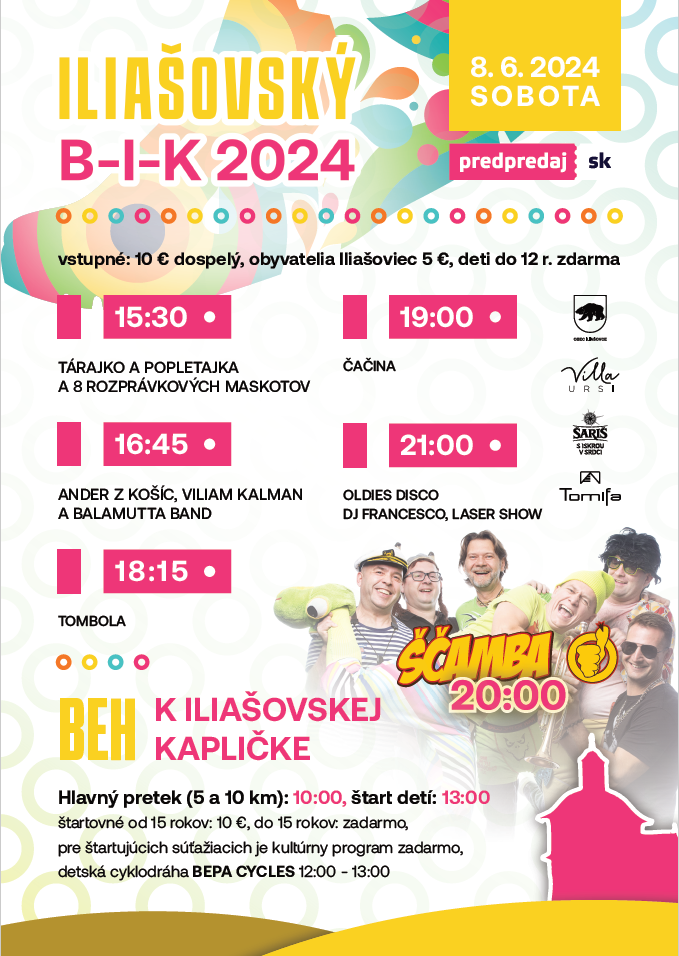 ILIAŠOVSKÝ
B-I-K 2024
8. 6. 2024
SOBOTA
predpredaj sk
vstupné: 10 € dospelý, obyvatelia Iliašoviec 5 €, deti do 12 r. zdarma
15:30
TÁRAJKO A POPLETAJKA
A 8 ROZPRÁVKOVÝCH MASKOTOV
16:45
ANDER Z KOŠÍC, VILIAM KALMAN
A BALAMUTTA BAND
18:15
TOMBOLA
19:00
ČAČINA
21:00
OLDIES DISCO
DJ FRANCESCO, LASER SHOW
OBEC ILIAŠOVCE
Villa
URSI
ŠARIŠ
S ISKROU
V SRDCI
Tomifa
ŠČAMBA
20:00
BEH
K ILIAŠOVSKEJ
KAPLIČKE
Hlavný pretek (5 a 10 km): 10:00, štart detí: 13:00
štartovné od 15 rokov: 10 €, do 15 rokov: zadarmo,
pre štartujúcich súťažiacich je kultúrny program zadarmo,
detská cyklodráha BEPA CYCLES 12:00 - 13:00